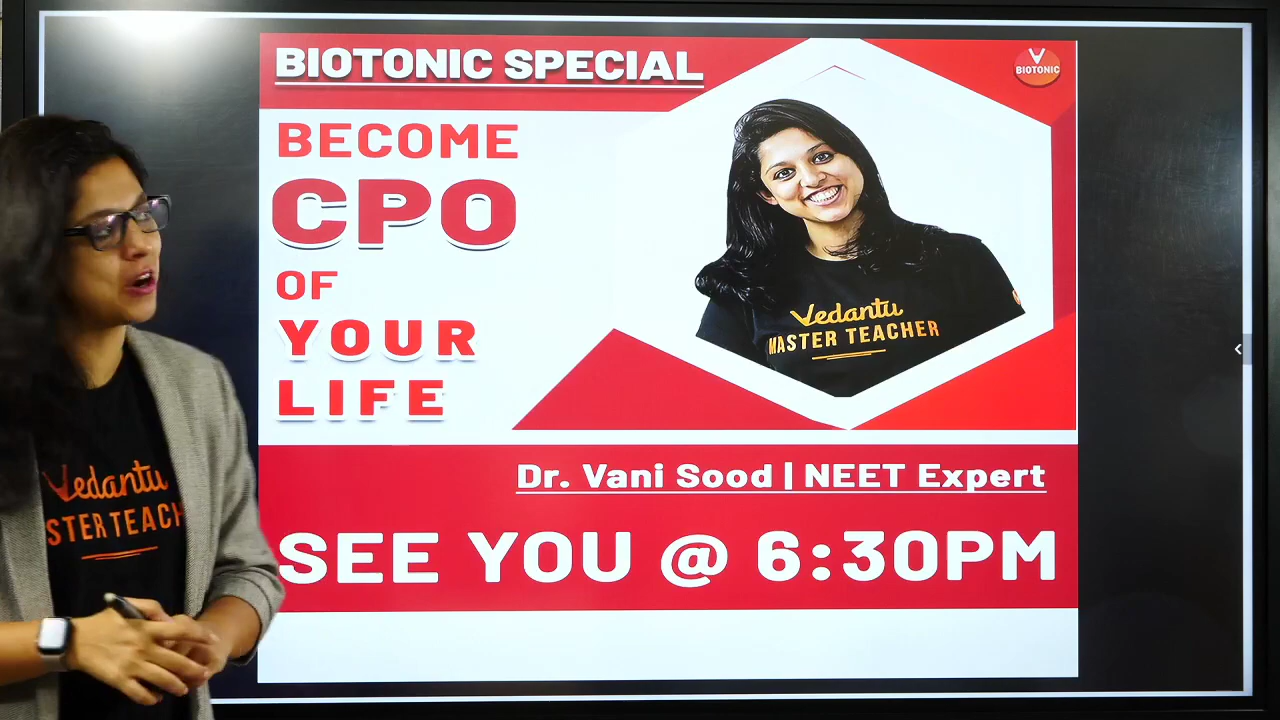 BIOTONIC SPECIAL
BIOTONIC
BECOME
CPO
OF
YOUR
LIFE
Vedantu
MASTER TEACHER
Dr. Vani Sood | NEET Expert
SEE YOU @ 6:30PM
Vedantu
STER TEACH